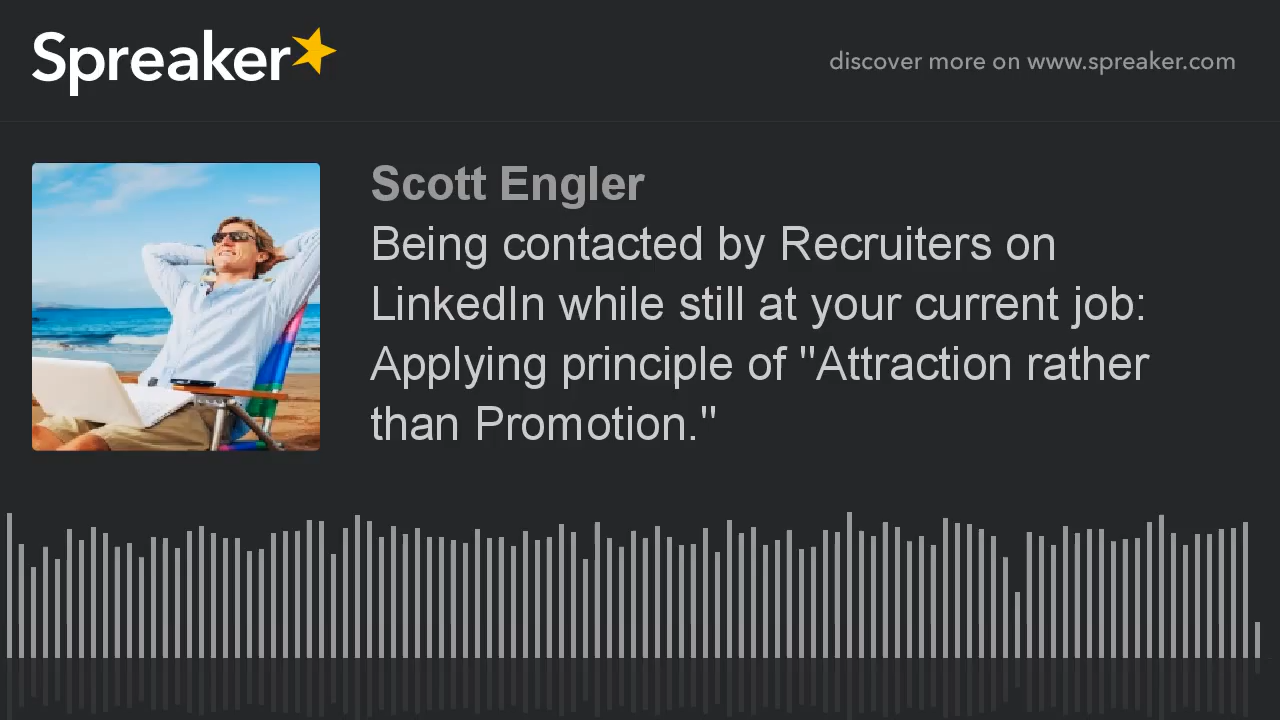 Spreaker
discover more on www.spreaker.com
Scott Engler
Being contacted by Recruiters on
LinkedIn while still at your current job:
Applying principle of "Attraction rather
than Promotion."